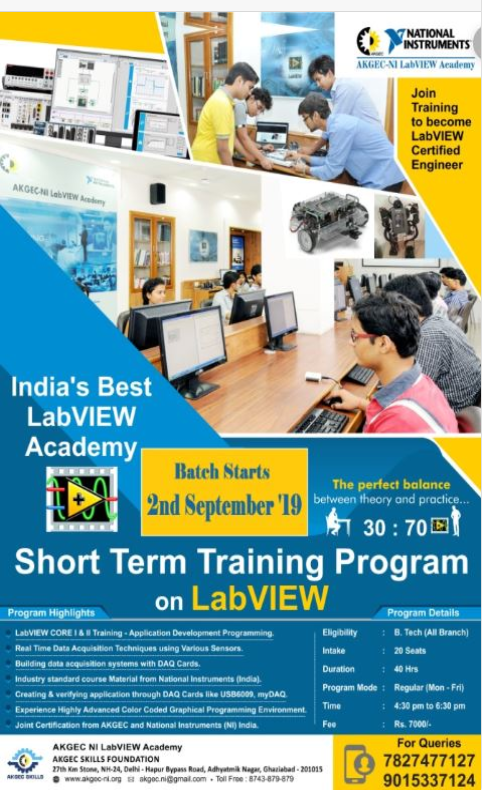 NATIONAL
INSTRUMENTS
AKGEC-NI LabVIEW Academy
Join
Training
to become
LabVIEW
Certified
Engineer
NATIONAL
INSTRUMENTS
AKGEC-NI LabVIEW Academy
India's Best
LabVIEW
Academy
Batch Starts
2nd September '19
The perfect balance
between theory and practice...
30 : 70
Short Term Training Program
on LabVIEW
Program Highlights
LabVIEW CORE I & II Training - Application Development Programming.
Real Time Data Acquisition Techniques using Various Sensors.
Building data acquisition systems with DAQ Cards.
Industry standard course Material from National Instruments (India).
Creating & verifying application through DAQ Cards like USB6009, myDAQ.
Experience Highly Advanced Color Coded Graphical Programming Environment.
Joint Certification from AKGEC and National Instruments (NI) India.
Program Details
Eligibility : B. Tech (All Branch)
Intake : 20 Seats
Duration : 40 Hrs
Program Mode : Regular (Mon - Fri)
Time : 4:30 pm to 6:30 pm
Fee : Rs. 7000/-
AKGEC SKILLS
AKGEC NI LabVIEW Academy
AKGEC SKILLS FOUNDATION
27th Km Stone, NH-24, Delhi - Hapur Bypass Road, Adhyatmik Nagar, Ghaziabad - 201015
www.akgec-ni.org akgec.ni@gmail.com • Toll Free : 8743-879-879
For Queries
7827477127
9015337124